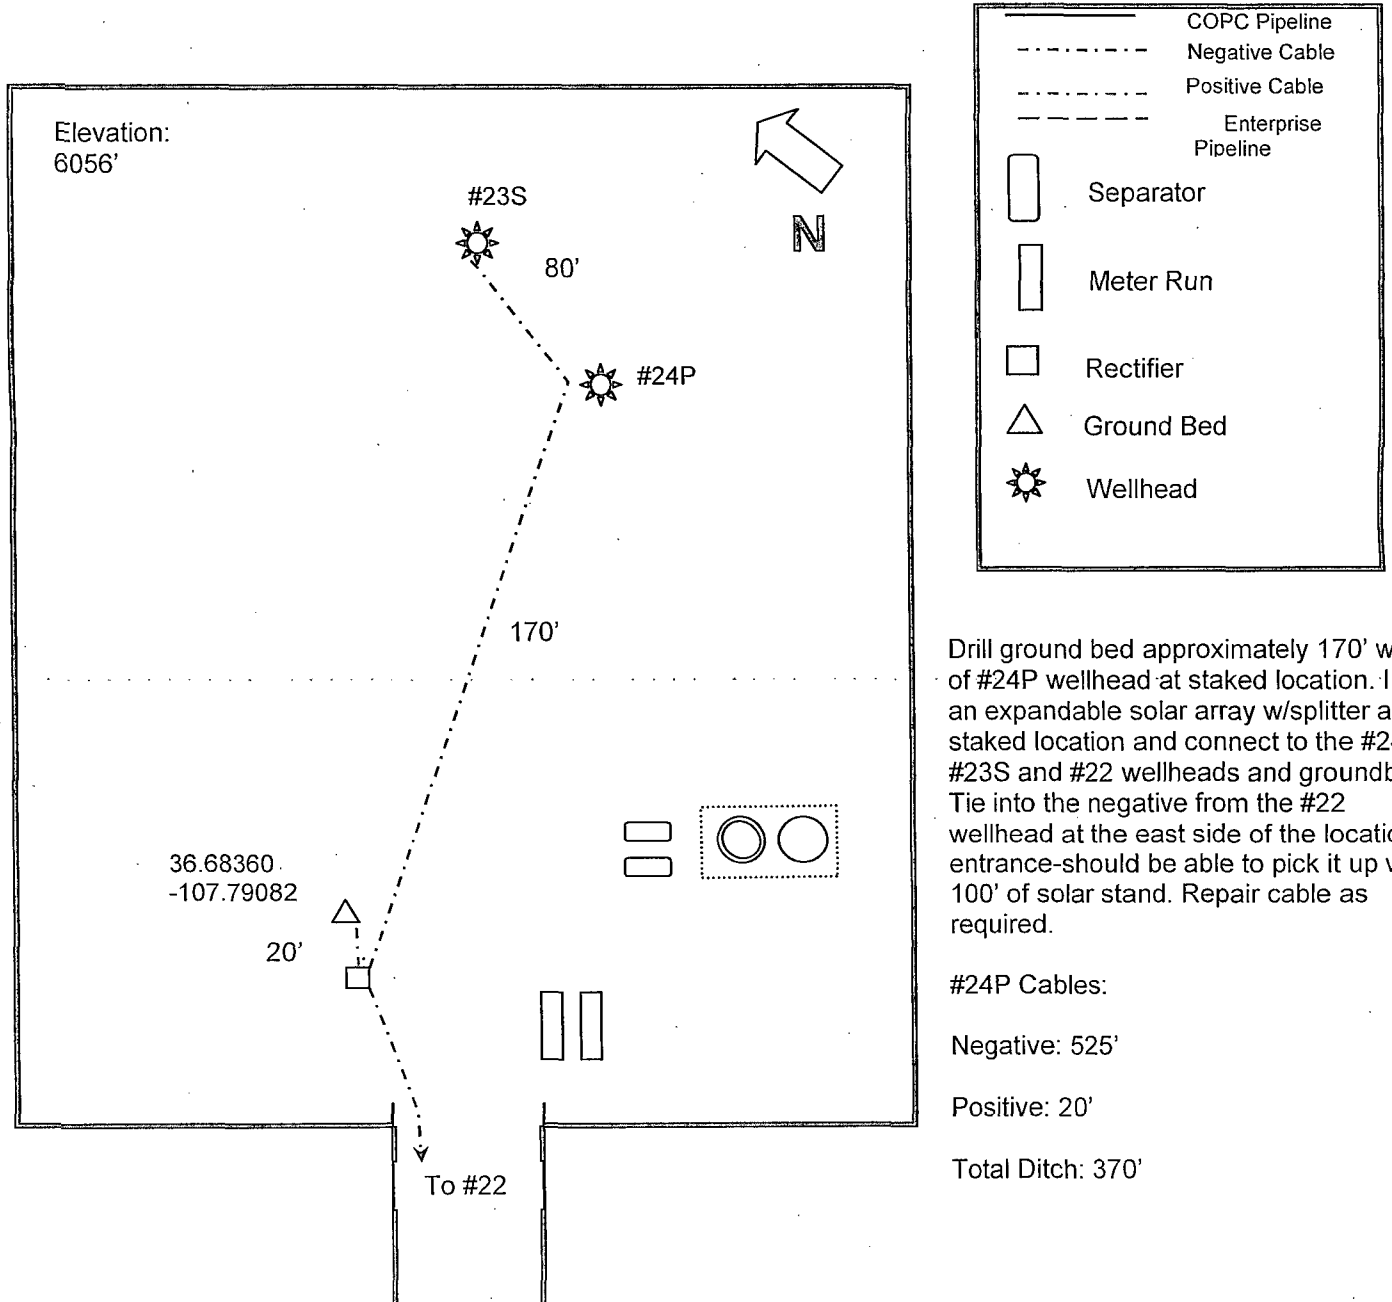 COPC Pipeline
Negative Cable
Positive Cable
Enterprise
Pipeline
Separator
Meter Run
Rectifier
Ground Bed
Wellhead
Elevation:
6056'
N
#23S
80'
#24P
170'
36.68360
-107.79082
20'
To #22
Drill ground bed approximately 170'
of #24P wellhead at staked location.
an expandable solar array w/splitter
staked location and connect to the
#23S and #22 wellheads and
Tie into the negative from the #22
wellhead at the east side of the
entrance-should be able to pick it up
100' of solar stand. Repair cable as
required.
#24P Cables:
Negative: 525'
Positive: 20'
Total Ditch: 370'